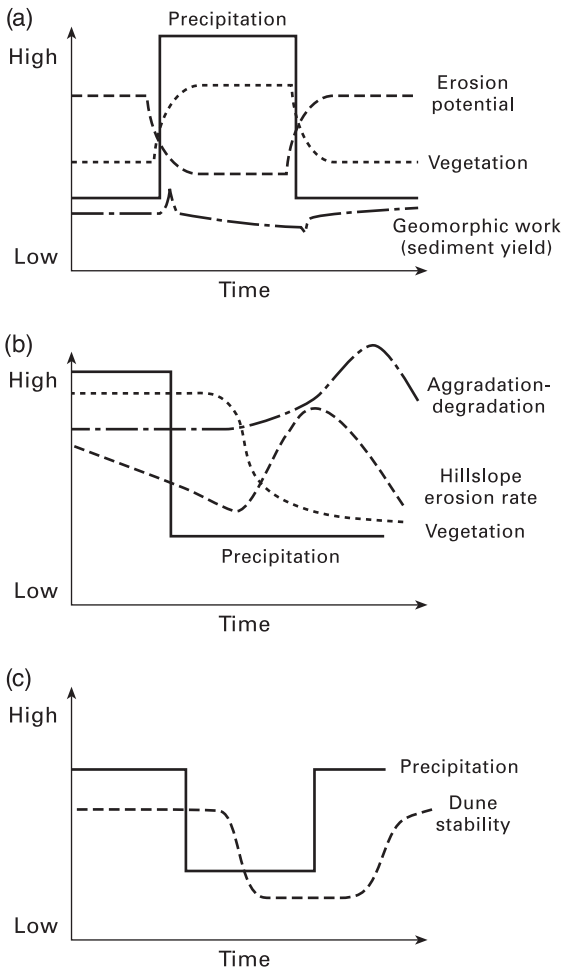 (a)
Precipitation
High
Erosion
potential
Vegetation
Geomorphic work
(sediment yield)
Low
Time
(b)
High
Aggradation-
degradation
Hillslope
erosion rate
Vegetation
Precipitation
Low
Time
(c)
High
Precipitation
Dune
stability
Low
Time